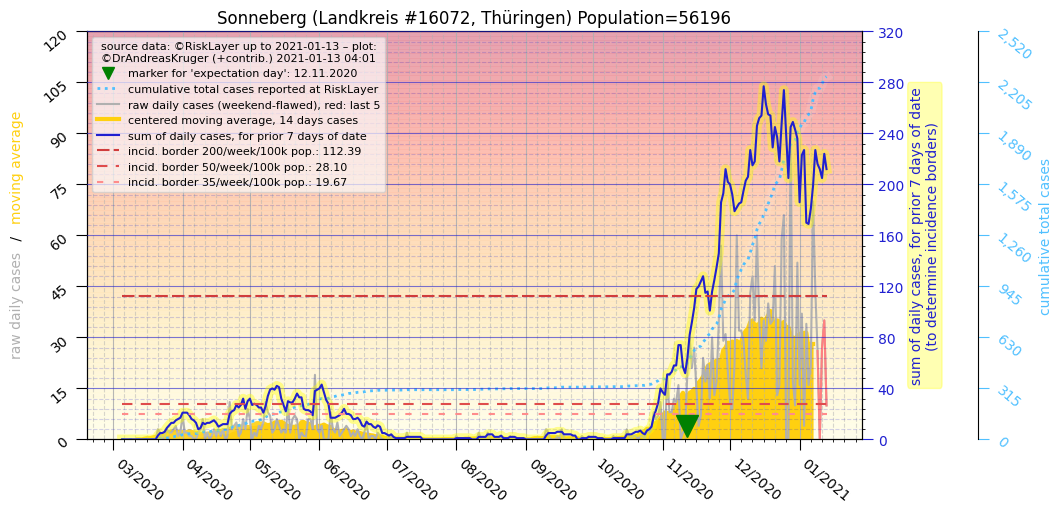 Sonneberg (Landkreis #16072, Thüringen) Population=56196
source data: ©RiskLayer up to 2021-01-13 – plot:
©DrAndreasKruger (+contrib.) 2021-01-13 04:01
marker for 'expectation day': 12.11.2020
cumulative total cases reported at RiskLayer
raw daily cases (weekend-flawed), red: last 5
centered moving average, 14 days cases
sum of daily cases, for prior 7 days of date
incid. border 200/week/100k pop.: 112.39
incid. border 50/week/100k pop.: 28.10
incid. border 35/week/100k pop.: 19.67
raw daily cases / moving average
120
105
90
75
60
45
30
15
0
03/2020
04/2020
05/2020
06/2020
07/2020
08/2020
09/2020
10/2020
11/2020
12/2020
01/2021
320
280
240
200
160
120
80
40
0
sum of daily cases, for prior 7 days of date
(to determine incidence borders)
2,520
2,205
1,890
1,575
1,260
945
630
315
0
cumulative total cases